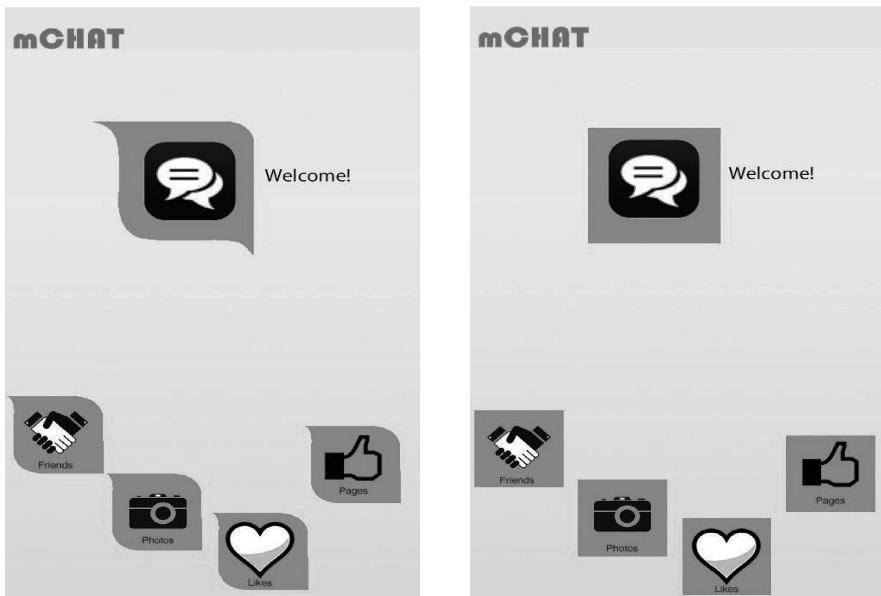 mCHAT
Welcome!
Friends
Photos
Likes
Pages
mCHAT
Welcome!
Friends
Photos
Likes
Pages